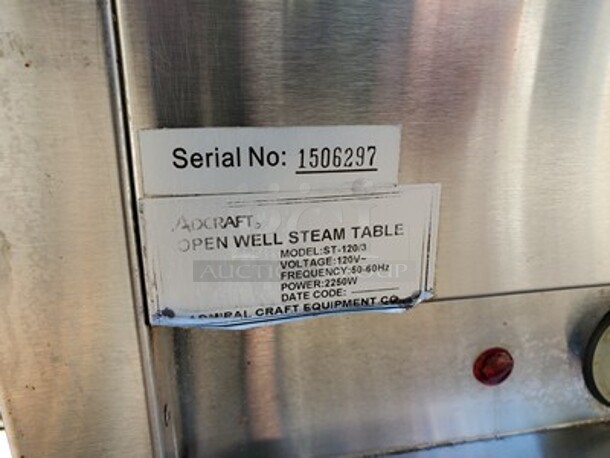 Serial No: 1506297
ADCRAFT
OPEN WELL STEAM TABLE
MODEL:ST-120/3
VOLTAGE:120V~
FREQUENCY:50-60Hz
POWER:2250W
DATE CODE:
ADMIRAL CRAFT EQUIPMENT CO